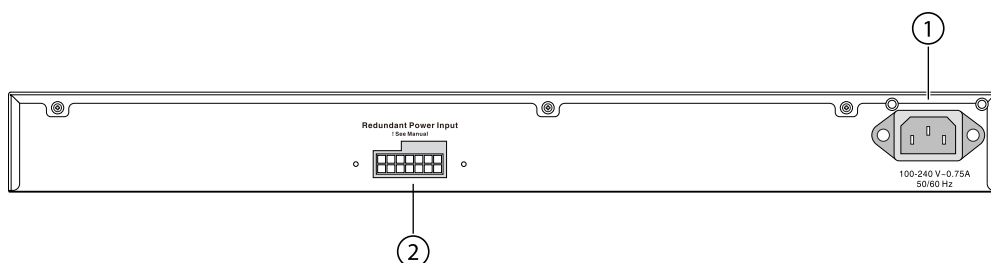 1
Redundant Power Input
! See Manual
100-240 V~0.75A
50/60 Hz
2